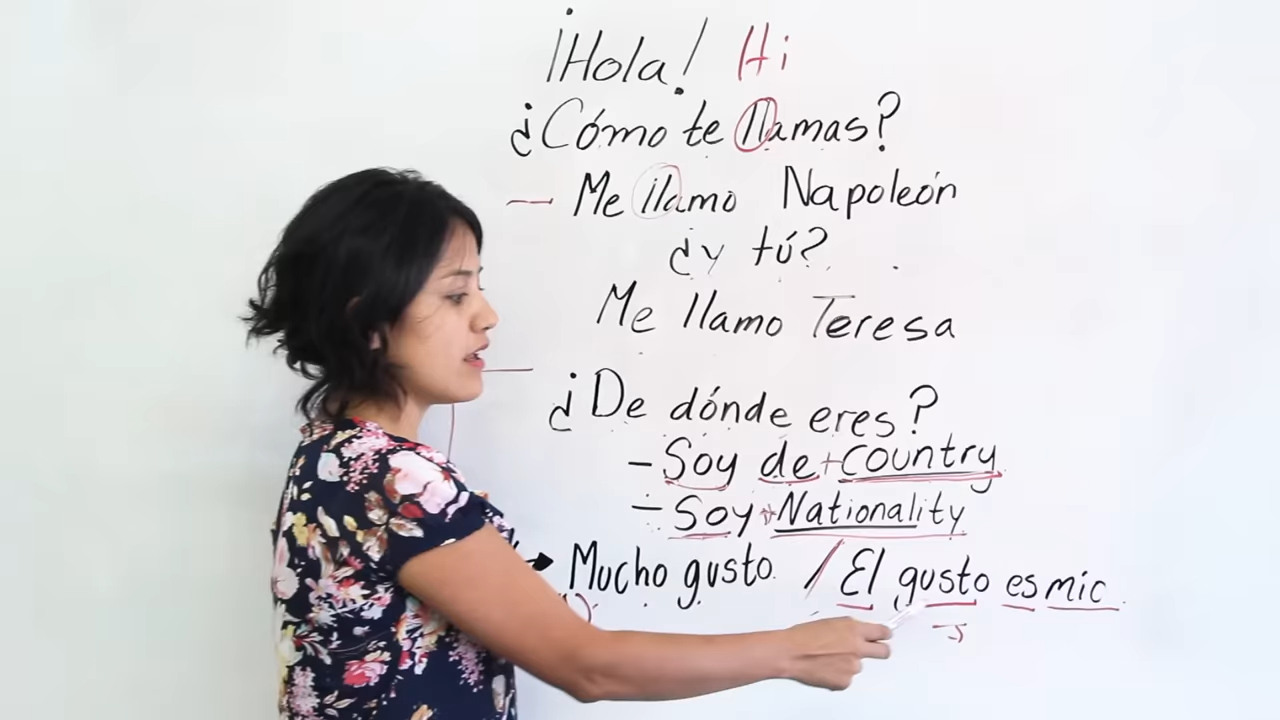 ¡Hola! Hi
¿Cómo te llamas?
— Me llamo Napoleón
¿y tú?
Me llamo Teresa
¿De dónde eres?
- Soy de + country
- Soy + Nationality
Mucho gusto. / El gusto es mic